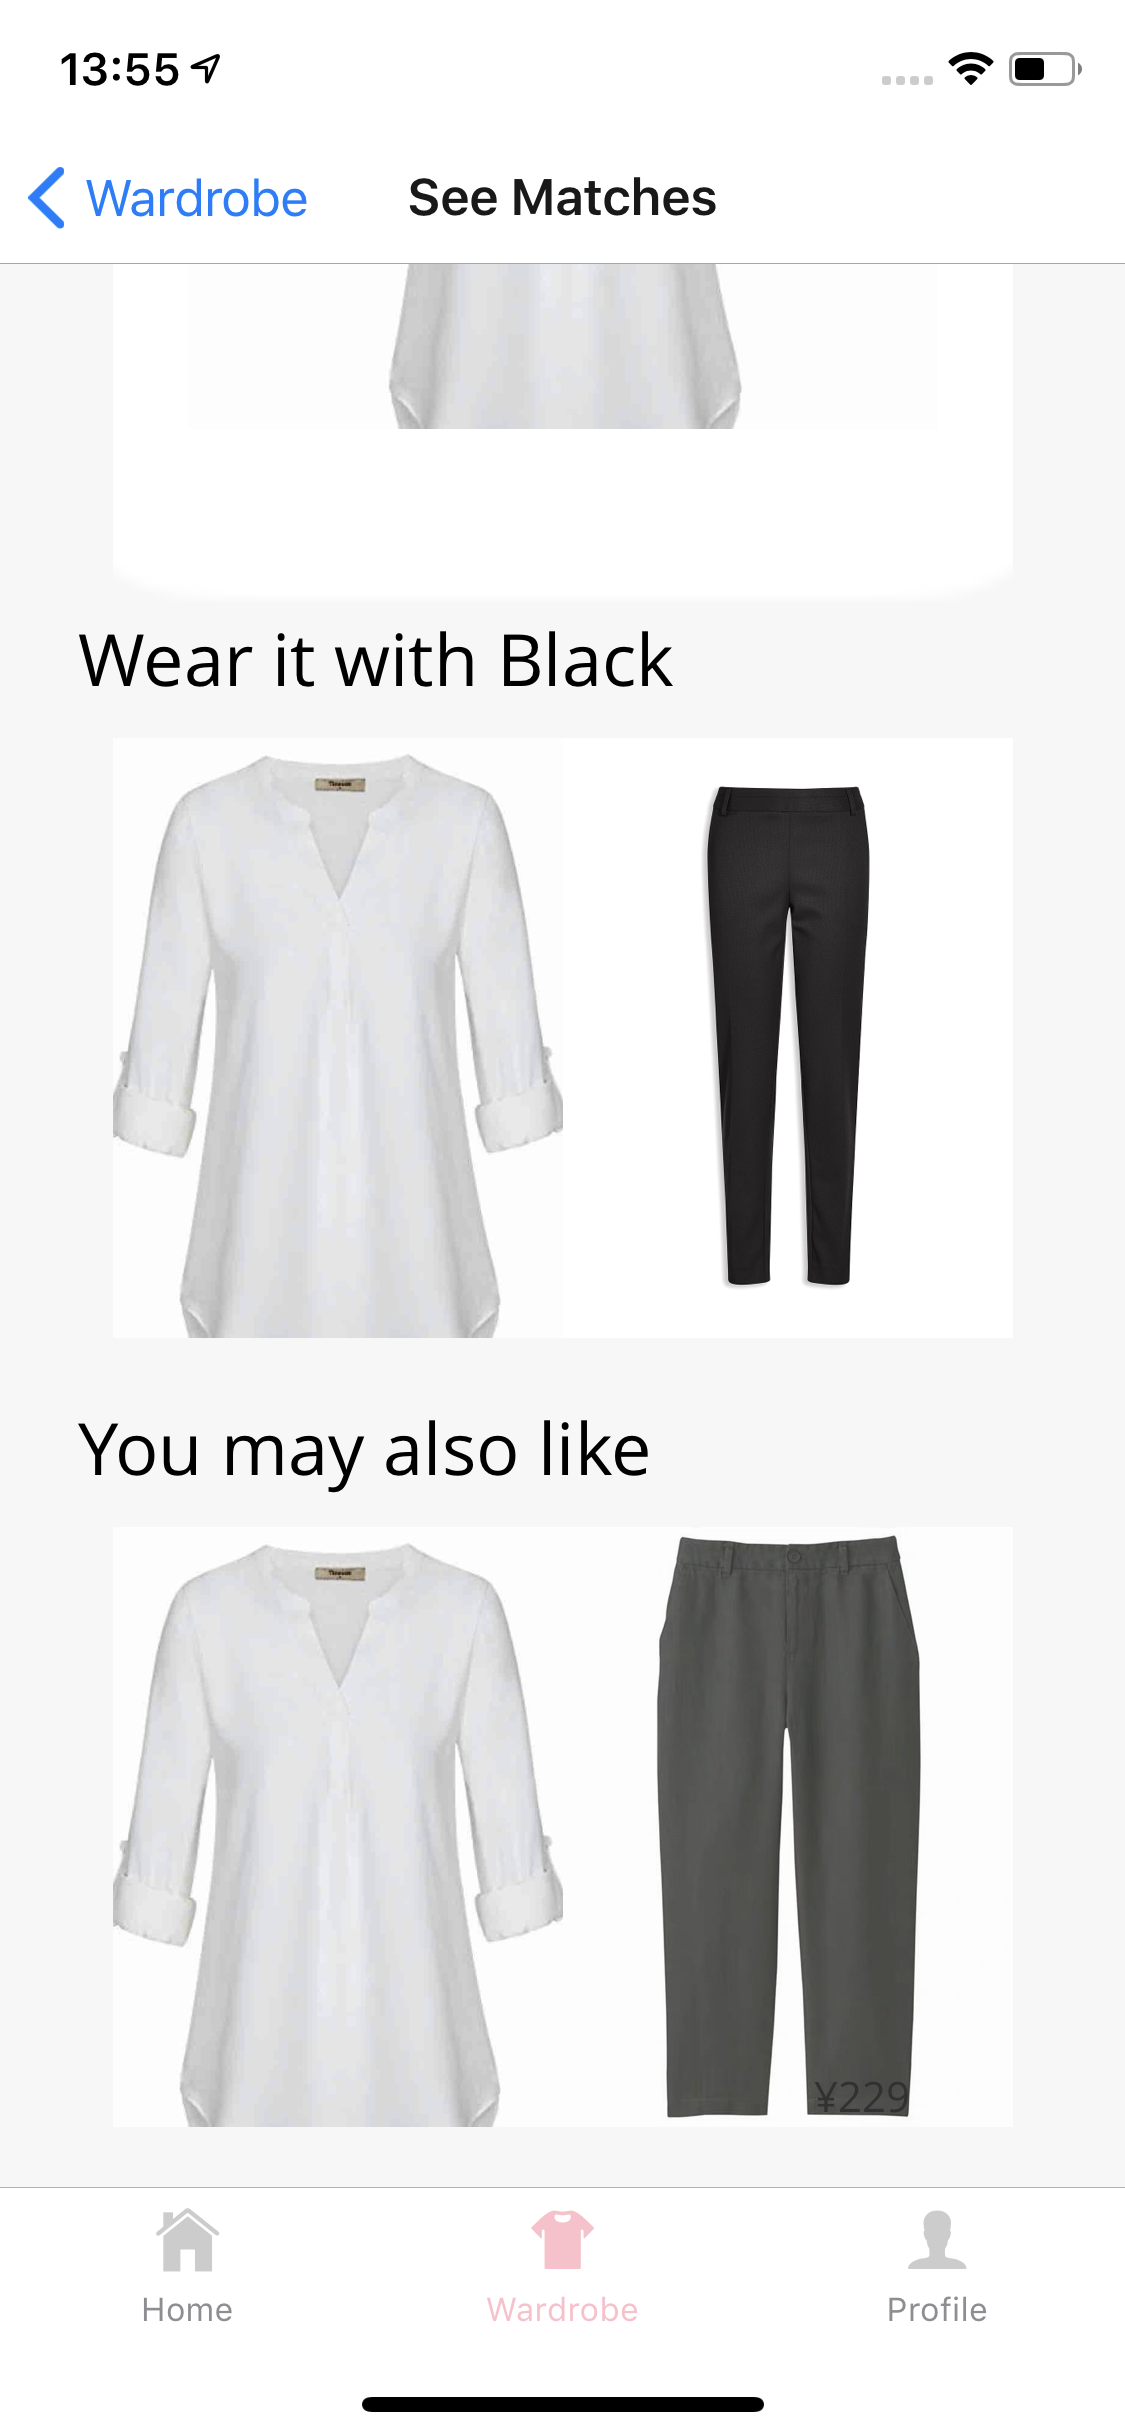 13:55
Wardrobe
See Matches
Wear it with Black
You may also like
¥229
Home
Wardrobe
Profile